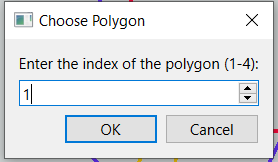 Choose Polygon
Enter the index of the polygon (1-4):
1
OK
Cancel